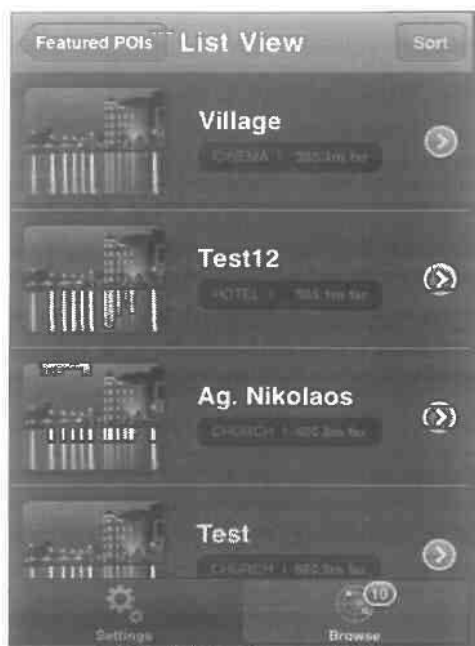 Featured POIs List View Sort
Village
CINEMA
Test12
HOTEL
Ag. Nikolaos
CHURCH
Test
CHURCH
10
Settings Browse